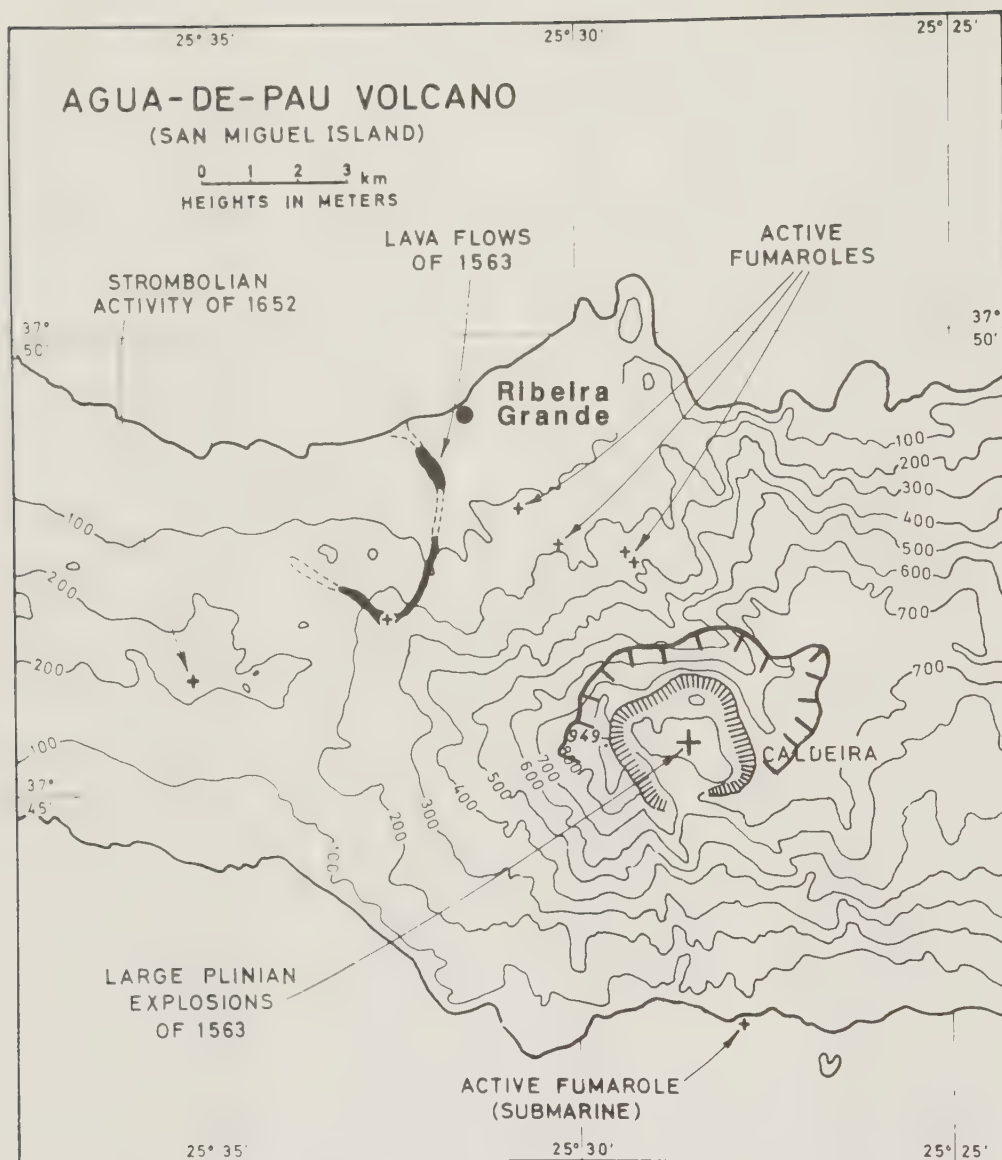 25° 35'
25° 30'
25° 25'
AGUA-DE-PAU VOLCANO
(SAN MIGUEL ISLAND)
0 1 2 3 km
HEIGHTS IN METERS
LAVA FLOWS
OF 1563
ACTIVE
FUMAROLES
STROMBOLIAN
ACTIVITY OF 1652
37°
50'
37°
50'
Ribeira
Grande
100
200
300
400
500
600
700
100
200
200
700
949
800
700
600
500
400
300
200
100
100
CALDEIRA
37°
45'
LARGE PLINIAN
EXPLOSIONS
OF 1563
ACTIVE FUMAROLE
(SUBMARINE)
25° 35'
25° 30'
25° 25'